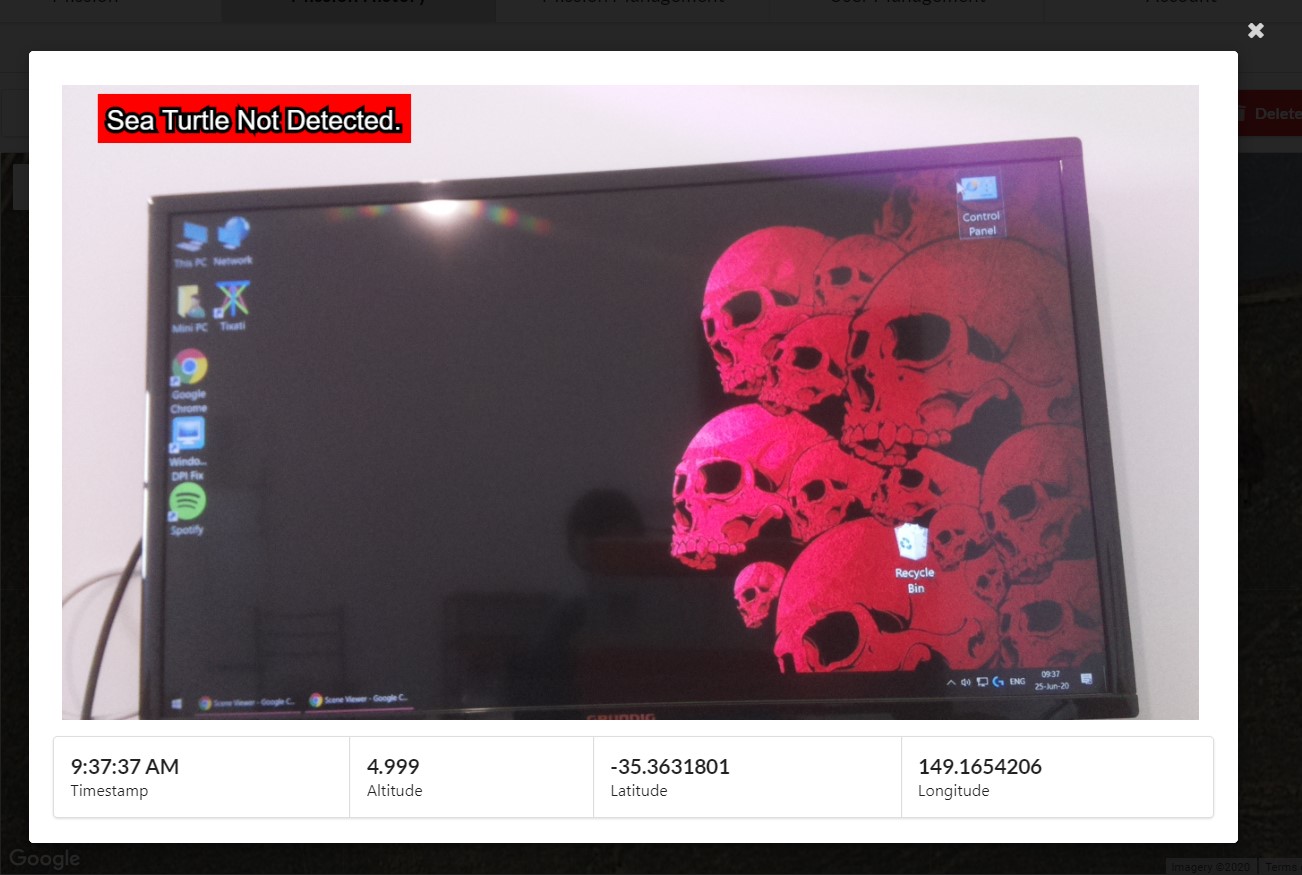 Mission
Mission History
Mission Management
User Management
Account
Delete
Sea Turtle Not Detected.
Control
Panel
This PC
Network
Mini PC
Tixati
Google
Chrome
Windo...
DPI Fix
Spotify
Recycle
Bin
Scene Viewer - Google C...
Scene Viewer - Google C...
ENG
09:37
25-Jun-20
GRUNDIG
9:37:37 AM
Timestamp
4.999
Altitude
-35.3631801
Latitude
149.1654206
Longitude
Google
Imagery ©2020
Terms